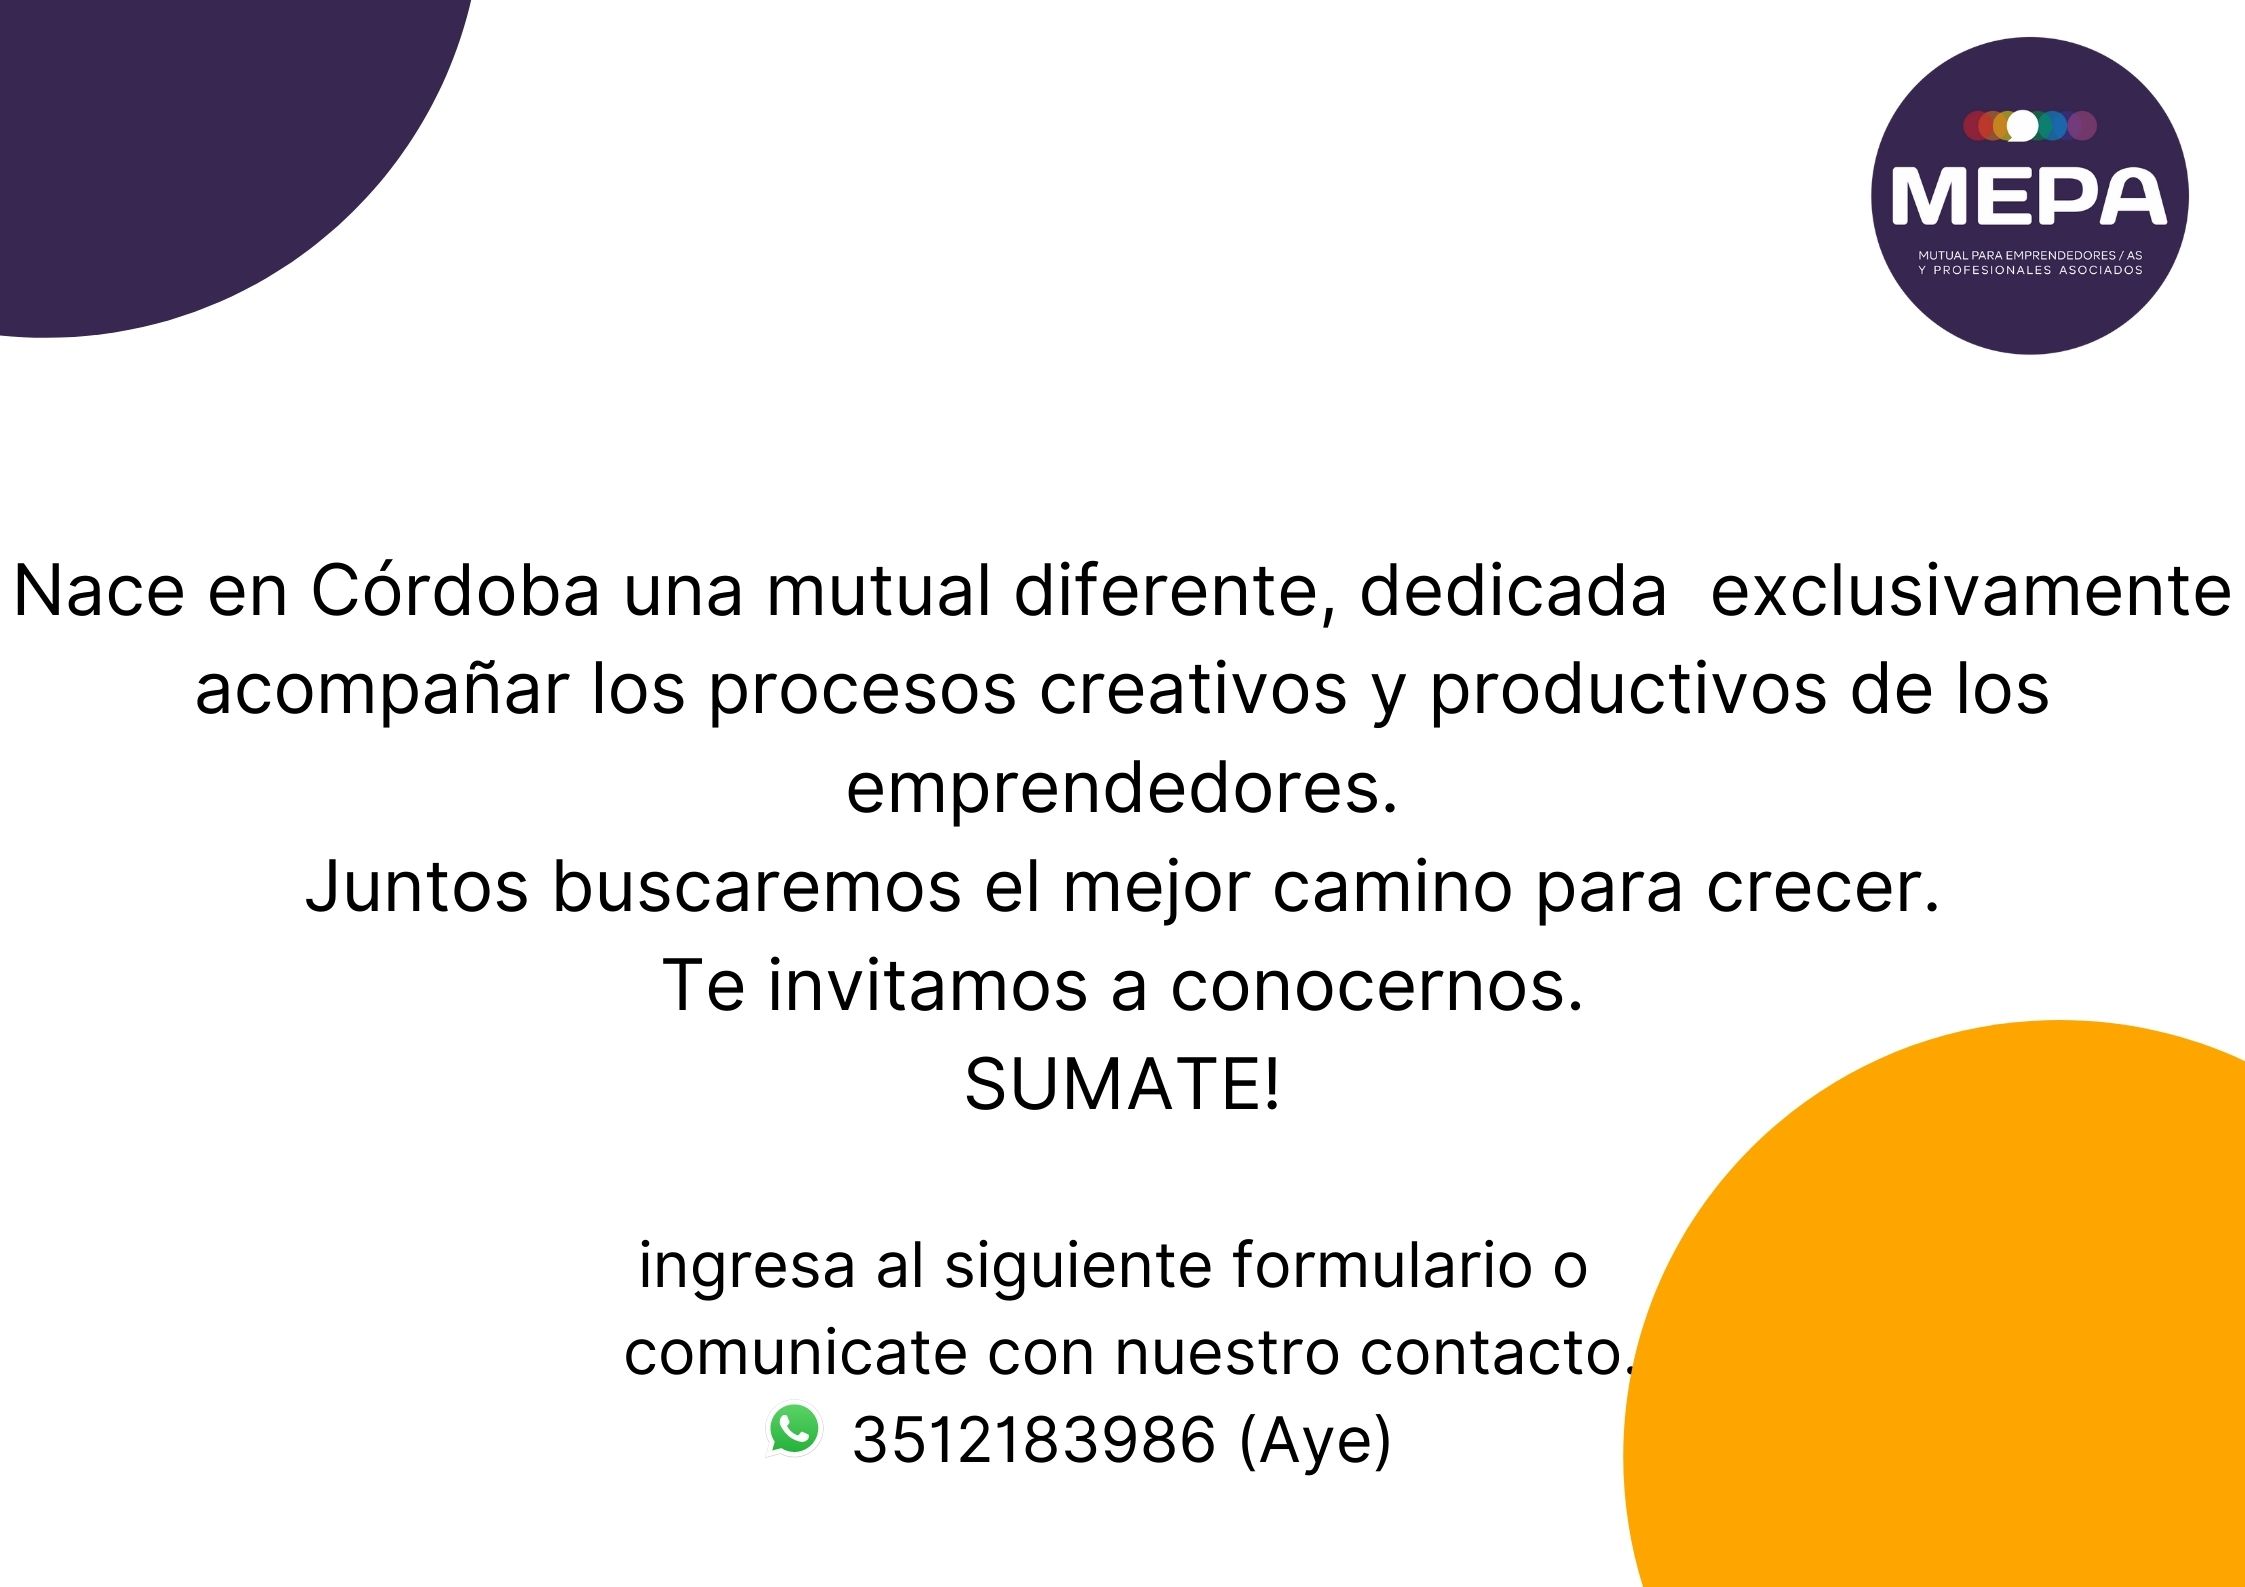 MEPA
MUTUAL PARA EMPRENDEDORES / AS
Y PROFESIONALES ASOCIADOS
Nace en Córdoba una mutual diferente, dedicada  exclusivamente
acompañar los procesos creativos y productivos de los
emprendedores.
Juntos buscaremos el mejor camino para crecer.
Te invitamos a conocernos.
SUMATE!
ingresa al siguiente formulario o
comunicate con nuestro contacto.
3512183986 (Aye)